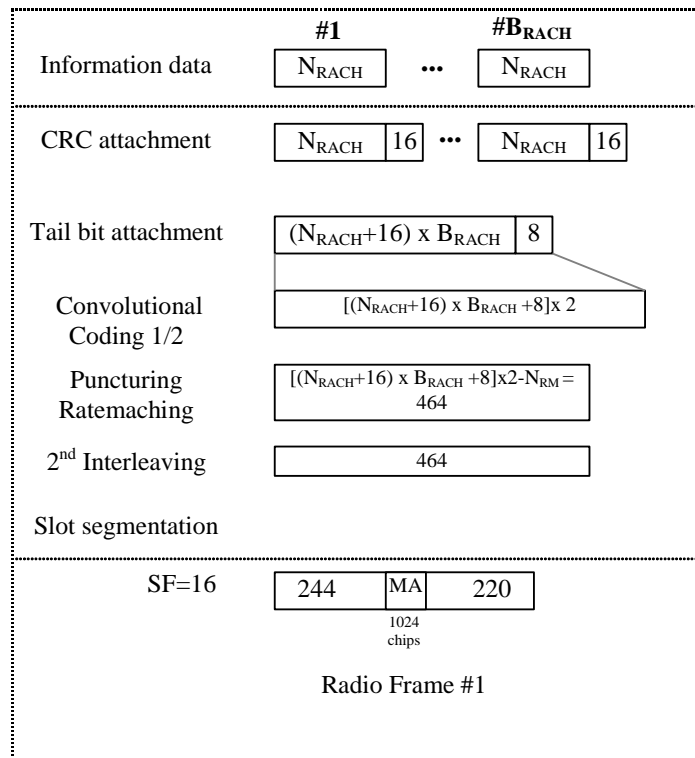 #1 #B_RACH
Information data N_RACH ••• N_RACH
CRC attachment N_RACH 16 ••• N_RACH 16
Tail bit attachment (N_RACH+16) x B_RACH 8
Convolutional
Coding 1/2
[(N_RACH+16) x B_RACH +8]x 2
Puncturing
Ratemaching
[(N_RACH+16) x B_RACH +8]x2-N_RM =
464
2nd Interleaving 464
Slot segmentation
SF=16 244 MA 220
1024
chips
Radio Frame #1